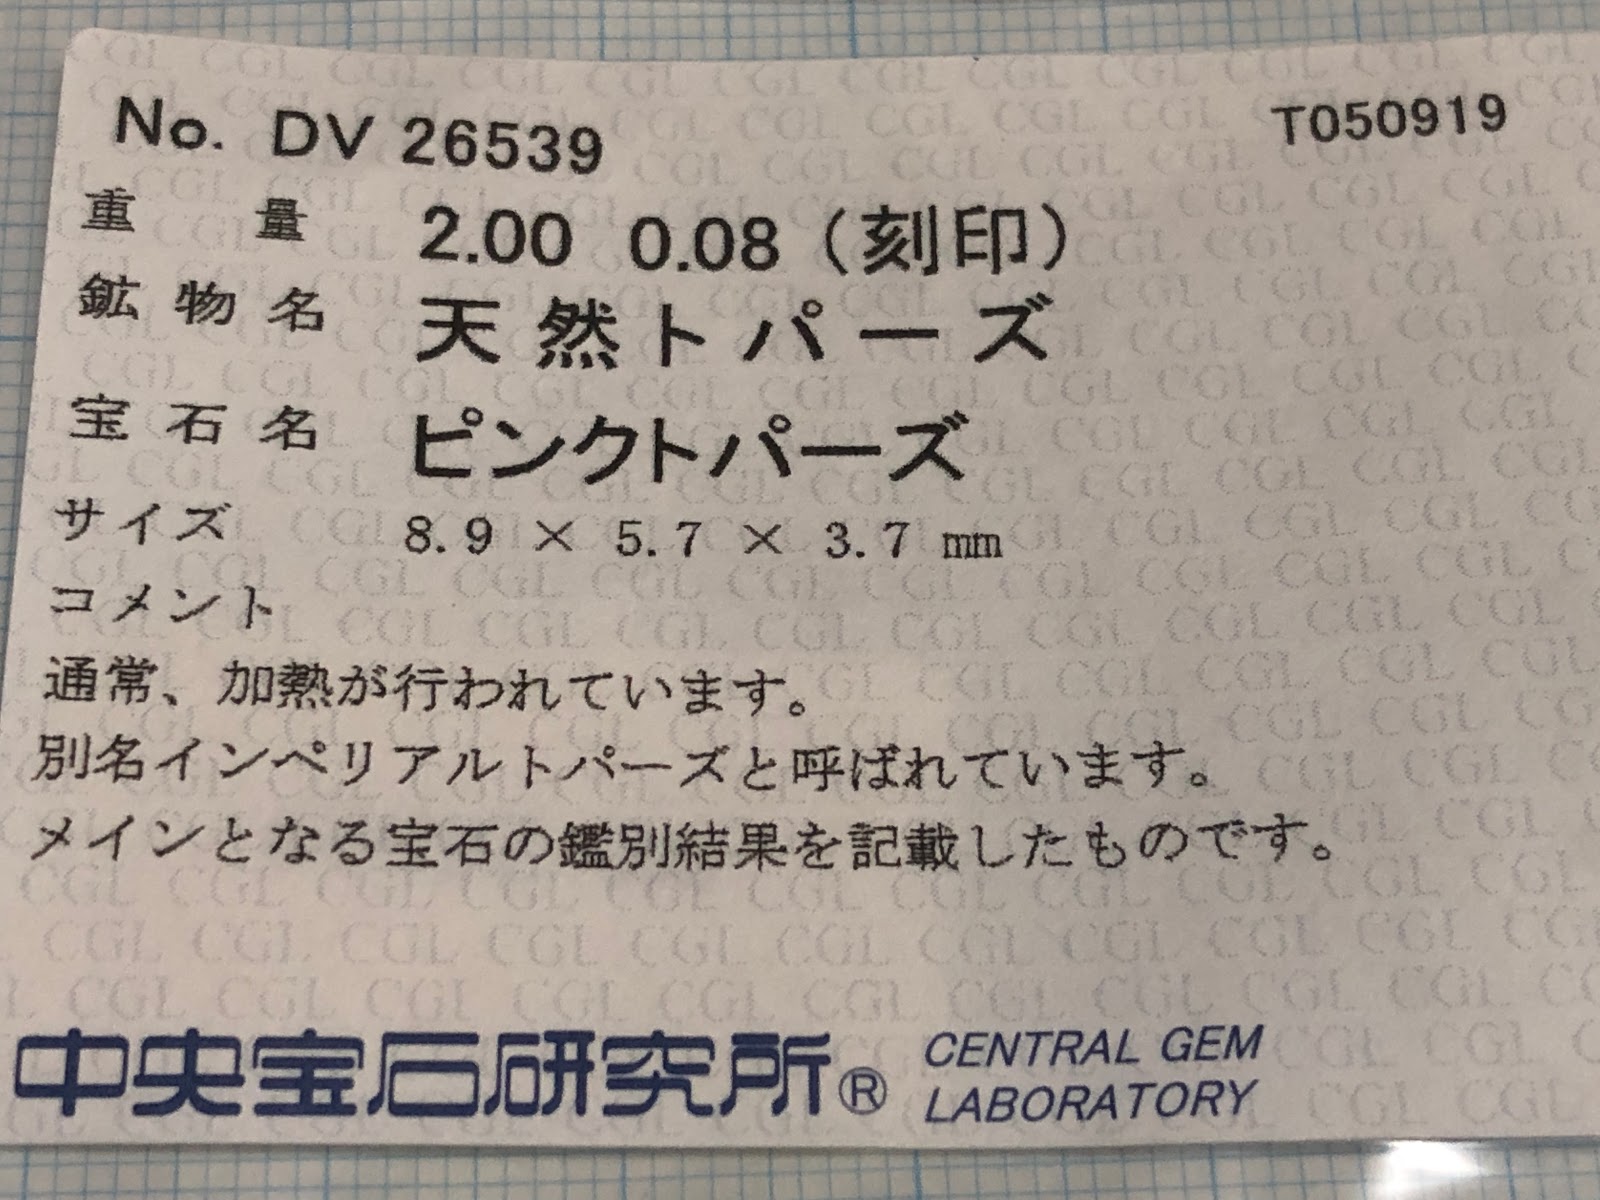 No. DV 26539 T050919
重量 2.00 0.08 (刻印)
鉱物名 天然トパーズ
宝石名 ピンクトパーズ
サイズ 8.9 × 5.7 × 3.7 mm
コメント
通常、加熱が行われています。
別名インペリアルトパーズと呼ばれています。
メインとなる宝石の鑑別結果を記載したものです。
中央宝石研究所® CENTRAL GEM
LABORATORY